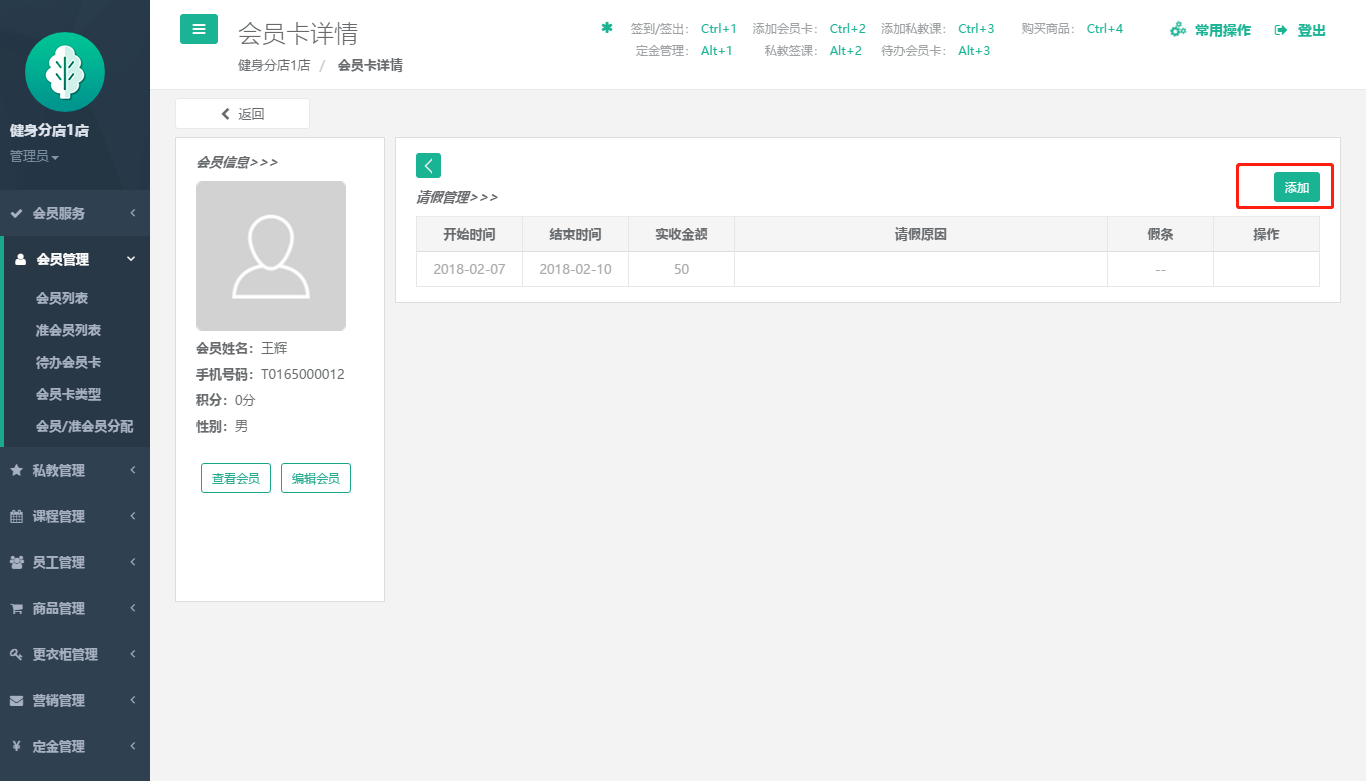 健身分店1店
管理员
会员服务
会员管理
会员列表
准会员列表
待办会员卡
会员卡类型
会员/准会员分配
私教管理
课程管理
员工管理
商品管理
更衣柜管理
营销管理
定金管理
会员卡详情
健身分店1店 / 会员卡详情
签到/签出： Ctrl+1 添加会员卡： Ctrl+2 添加私教课： Ctrl+3 购买商品： Ctrl+4
定金管理： Alt+1 私教签课： Alt+2 待办会员卡： Alt+3
常用操作 登出
返回
会员信息>>>
会员姓名：王辉
手机号码：T0165000012
积分：0分
性别：男
查看会员 编辑会员
请假管理>>>
添加
开始时间 结束时间 实收金额 请假原因 假条 操作
2018-02-07 2018-02-10 50 --